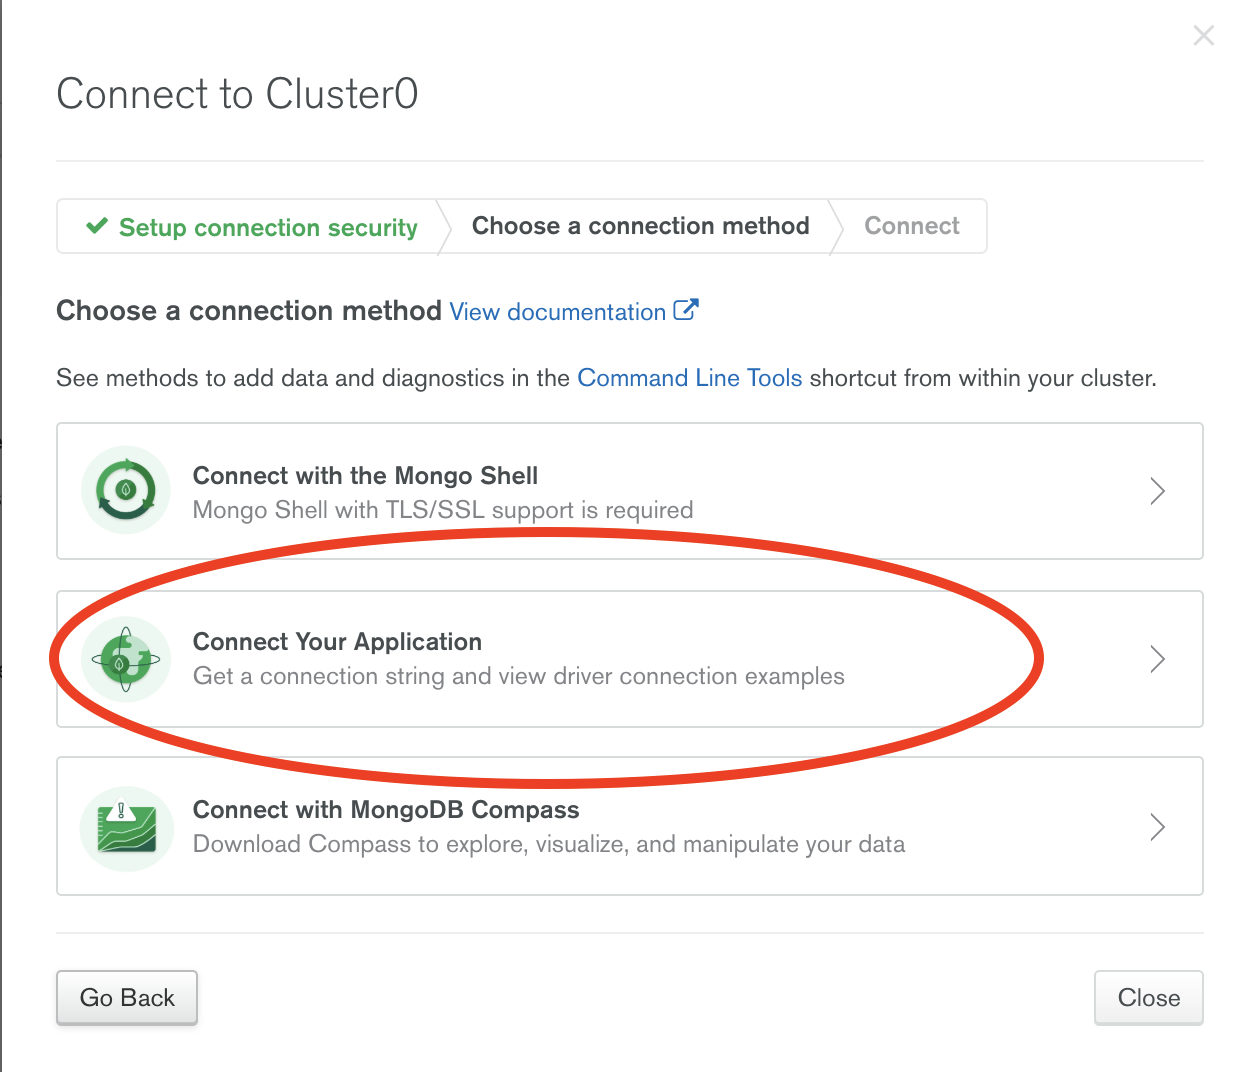 Connect to Cluster0
Setup connection security
Choose a connection method
Connect
Choose a connection method View documentation
See methods to add data and diagnostics in the Command Line Tools shortcut from within your cluster.
Connect with the Mongo Shell
Mongo Shell with TLS/SSL support is required
Connect Your Application
Get a connection string and view driver connection examples
Connect with MongoDB Compass
Download Compass to explore, visualize, and manipulate your data
Go Back
Close